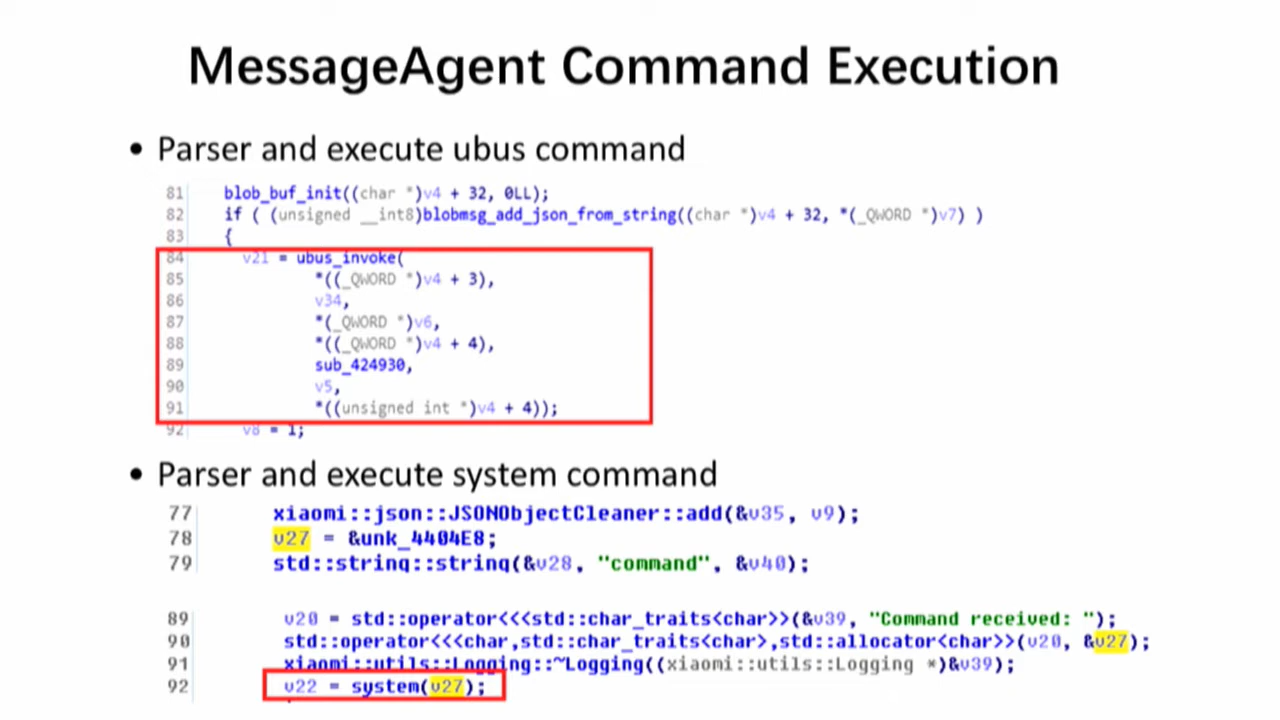 MessageAgent Command Execution
• Parser and execute ubus command
81 blob_buf_init((char *)v4 + 32, 0LL);
82 if ( (unsigned __int8)blobmsg_add_json_from_string((char *)v4 + 32, *(_QWORD *)v7) )
83 {
84 v21 = ubus_invoke(
85 *((_QWORD *)v4 + 3),
86 v34,
87 *(_QWORD *)v6,
88 *((_QWORD *)v4 + 4),
89 sub_424930,
90 v5,
91 *((unsigned int *)v4 + 4));
92 v8 = 1;
• Parser and execute system command
77 xiaomi::json::JSONObjectCleaner::add(&v35, v9);
78 v27 = &unk_4404E8;
79 std::string::string(&v28, "command", &v40);
89 v20 = std::operator<<<std::char_traits<char>>(&v39, "Command received: ");
90 std::operator<<<char,std::char_traits<char>,std::allocator<char>>(v20, &v27);
91 xiaomi::utils::Logging::~Logging((xiaomi::utils::Logging *)&v39);
92 v22 = system(v27);